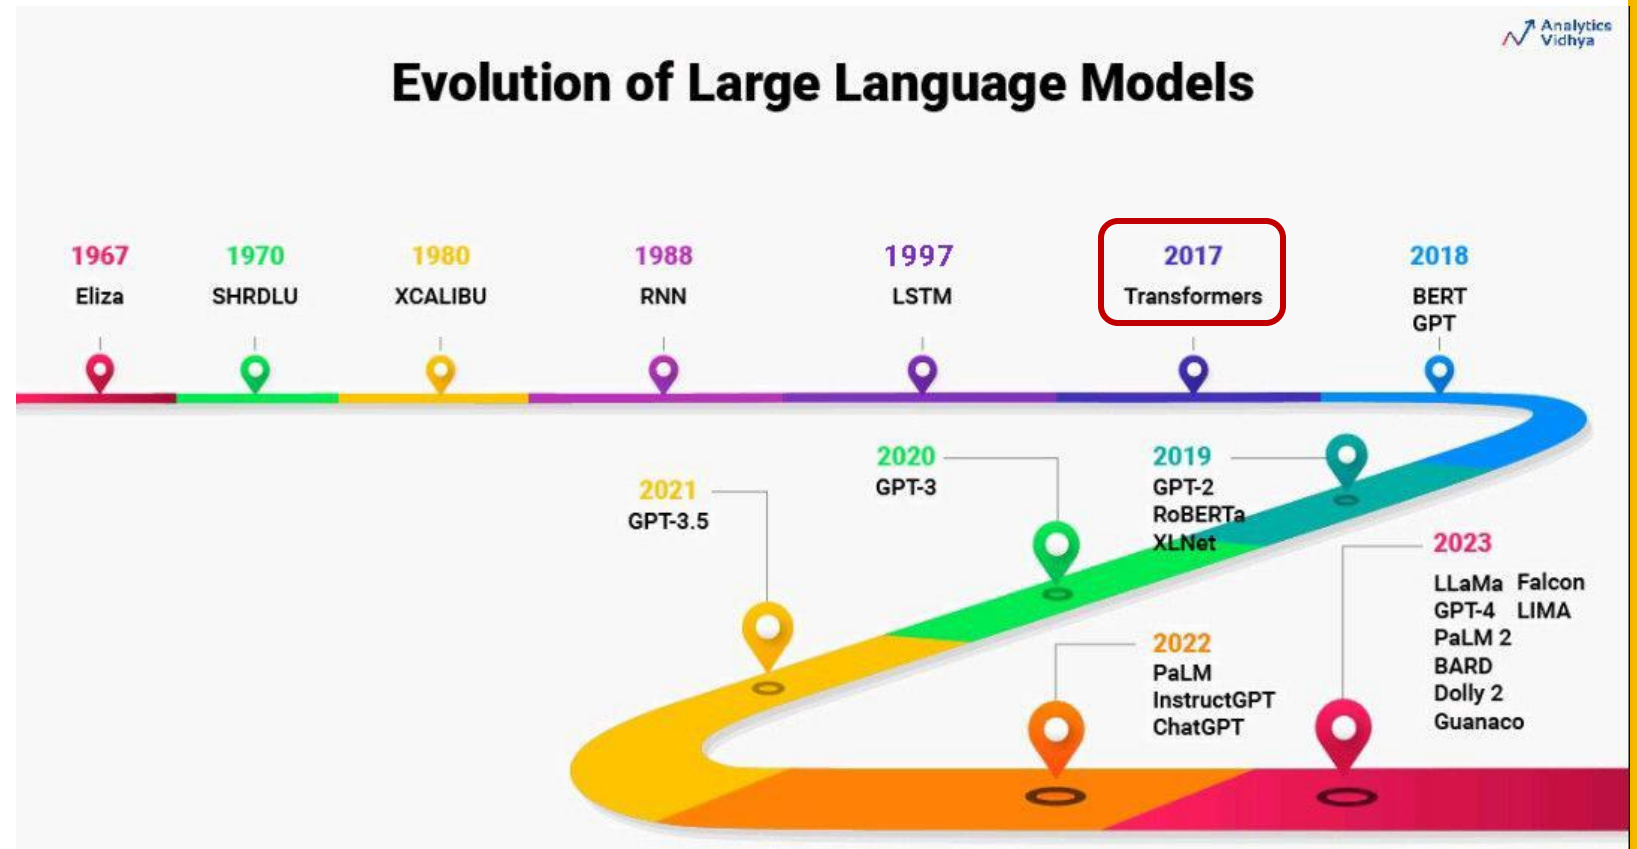 Analytics
Vidhya
Evolution of Large Language Models
1967
Eliza
1970
SHRDLU
1980
XCALIBU
1988
RNN
1997
LSTM
2017
Transformers
2018
BERT
GPT
2019
GPT-2
RoBERTa
XLNet
2020
GPT-3
2021
GPT-3.5
2022
PaLM
InstructGPT
ChatGPT
2023
LLaMa Falcon
GPT-4 LIMA
PaLM 2
BARD
Dolly 2
Guanaco